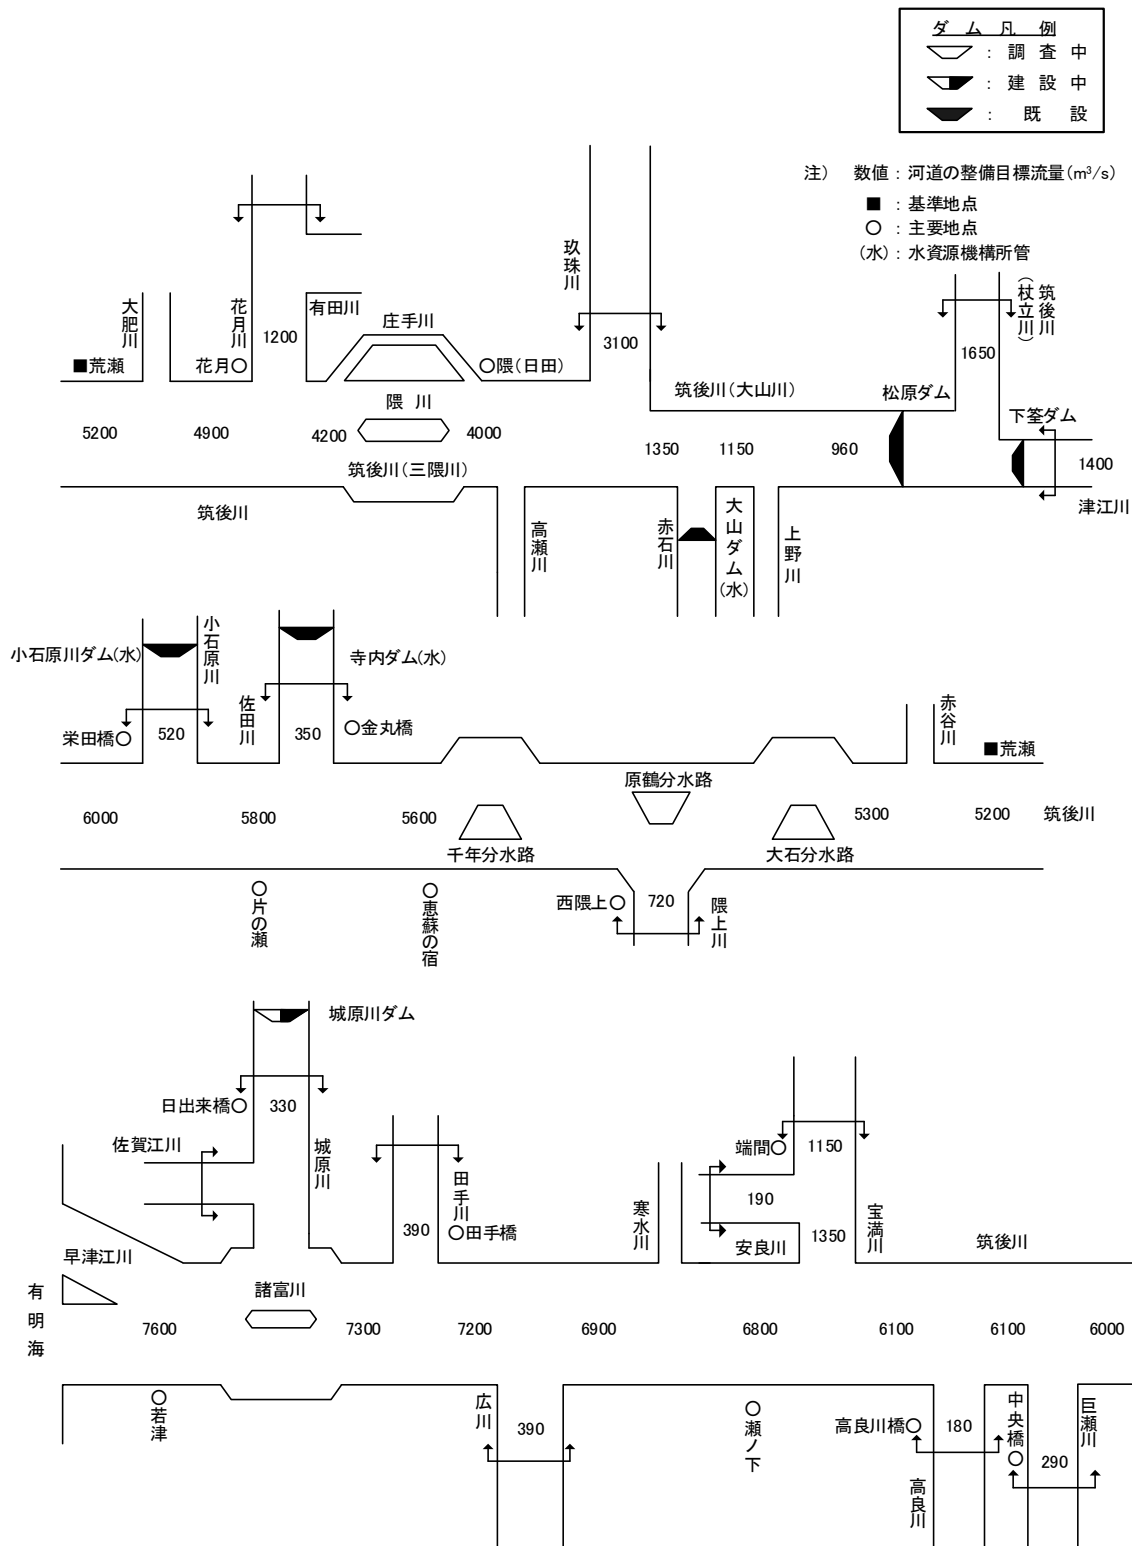 ダム凡例
：調査中
：建設中
：既設
注） 数値：河道の整備目標流量(m³/s)
■：基準地点
○：主要地点
(水)：水資源機構所管
大肥川
花月川
1200
有田川
庄手川
玖珠川
3100
筑後川
(杖立川)
1650
■荒瀬
花月○
○隈(日田)
筑後川(大山川)
松原ダム
下筌ダム
隈川
5200
4900
4200
4000
1350
1150
960
1400
筑後川(三隈川)
筑後川
津江川
高瀬川
赤石川
大山ダム(水)
上野川
小石原川ダム(水)
小石原川
寺内ダム(水)
栄田橋○
520
佐田川
350
○金丸橋
赤谷川
■荒瀬
原鶴分水路
6000
5800
5600
5300
5200
筑後川
千年分水路
大石分水路
○片の瀬
○恵蘇の宿
西隈上○
720
隈上川
城原川ダム
日出来橋○
330
佐賀江川
城原川
田手川
390
○田手橋
端間○
1150
190
寒水川
安良川
1350
宝満川
筑後川
早津江川
有明海
諸富川
7600
7300
7200
6900
6800
6100
6100
6000
○若津
広川
390
○瀬ノ下
高良川橋○
180
高良川
中央橋○
290
巨瀬川